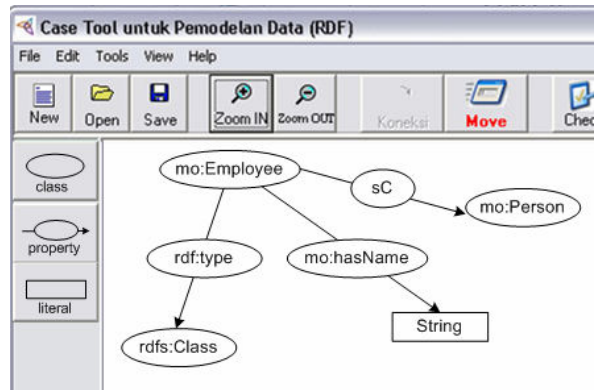 Case Tool untuk Pemodelan Data (RDF)
File Edit Tools View Help
New Open Save Zoom IN Zoom OUT Koneksi Move Chec
class
property
literal
mo:Employee
sC
mo:Person
rdf:type
mo:hasName
String
rdfs:Class